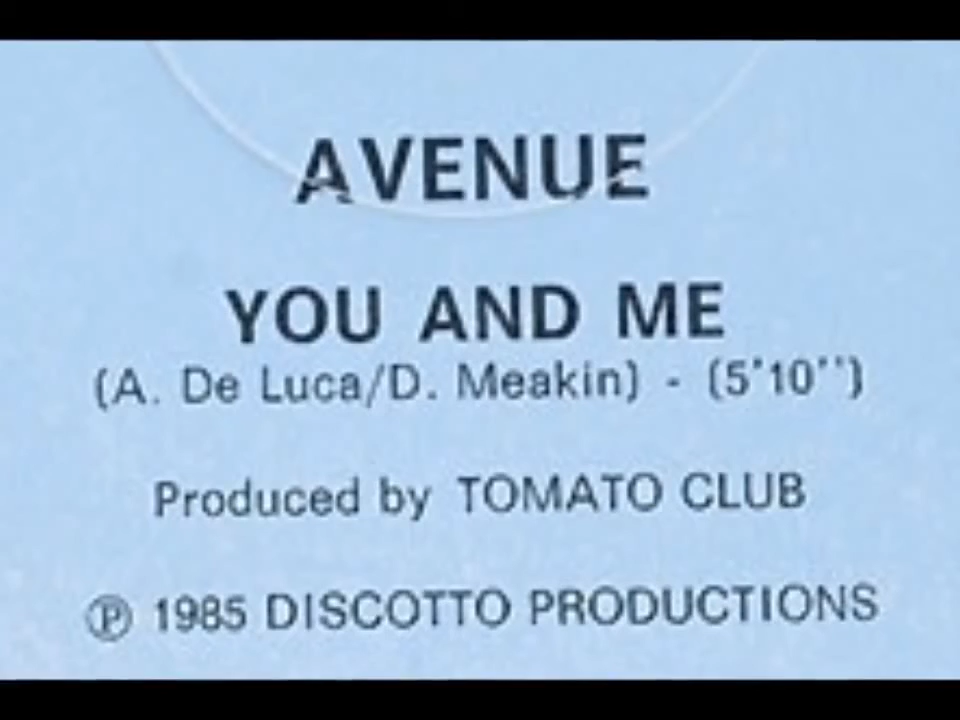 AVENUE
YOU AND ME
(A. De Luca/D. Meakin) - (5'10'')
Produced by TOMATO CLUB
Ⓟ 1985 DISCOTTO PRODUCTIONS